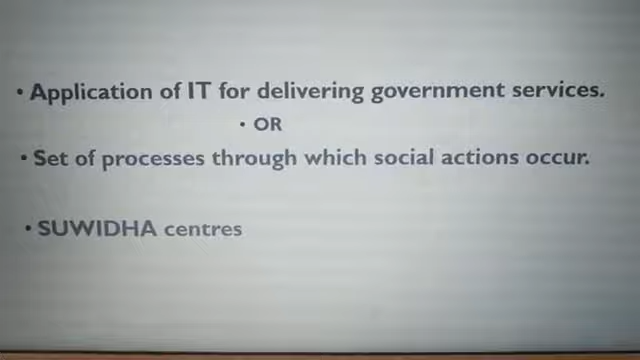 • Application of IT for delivering government services.
• OR
• Set of processes through which social actions occur.
• SUWIDHA centres